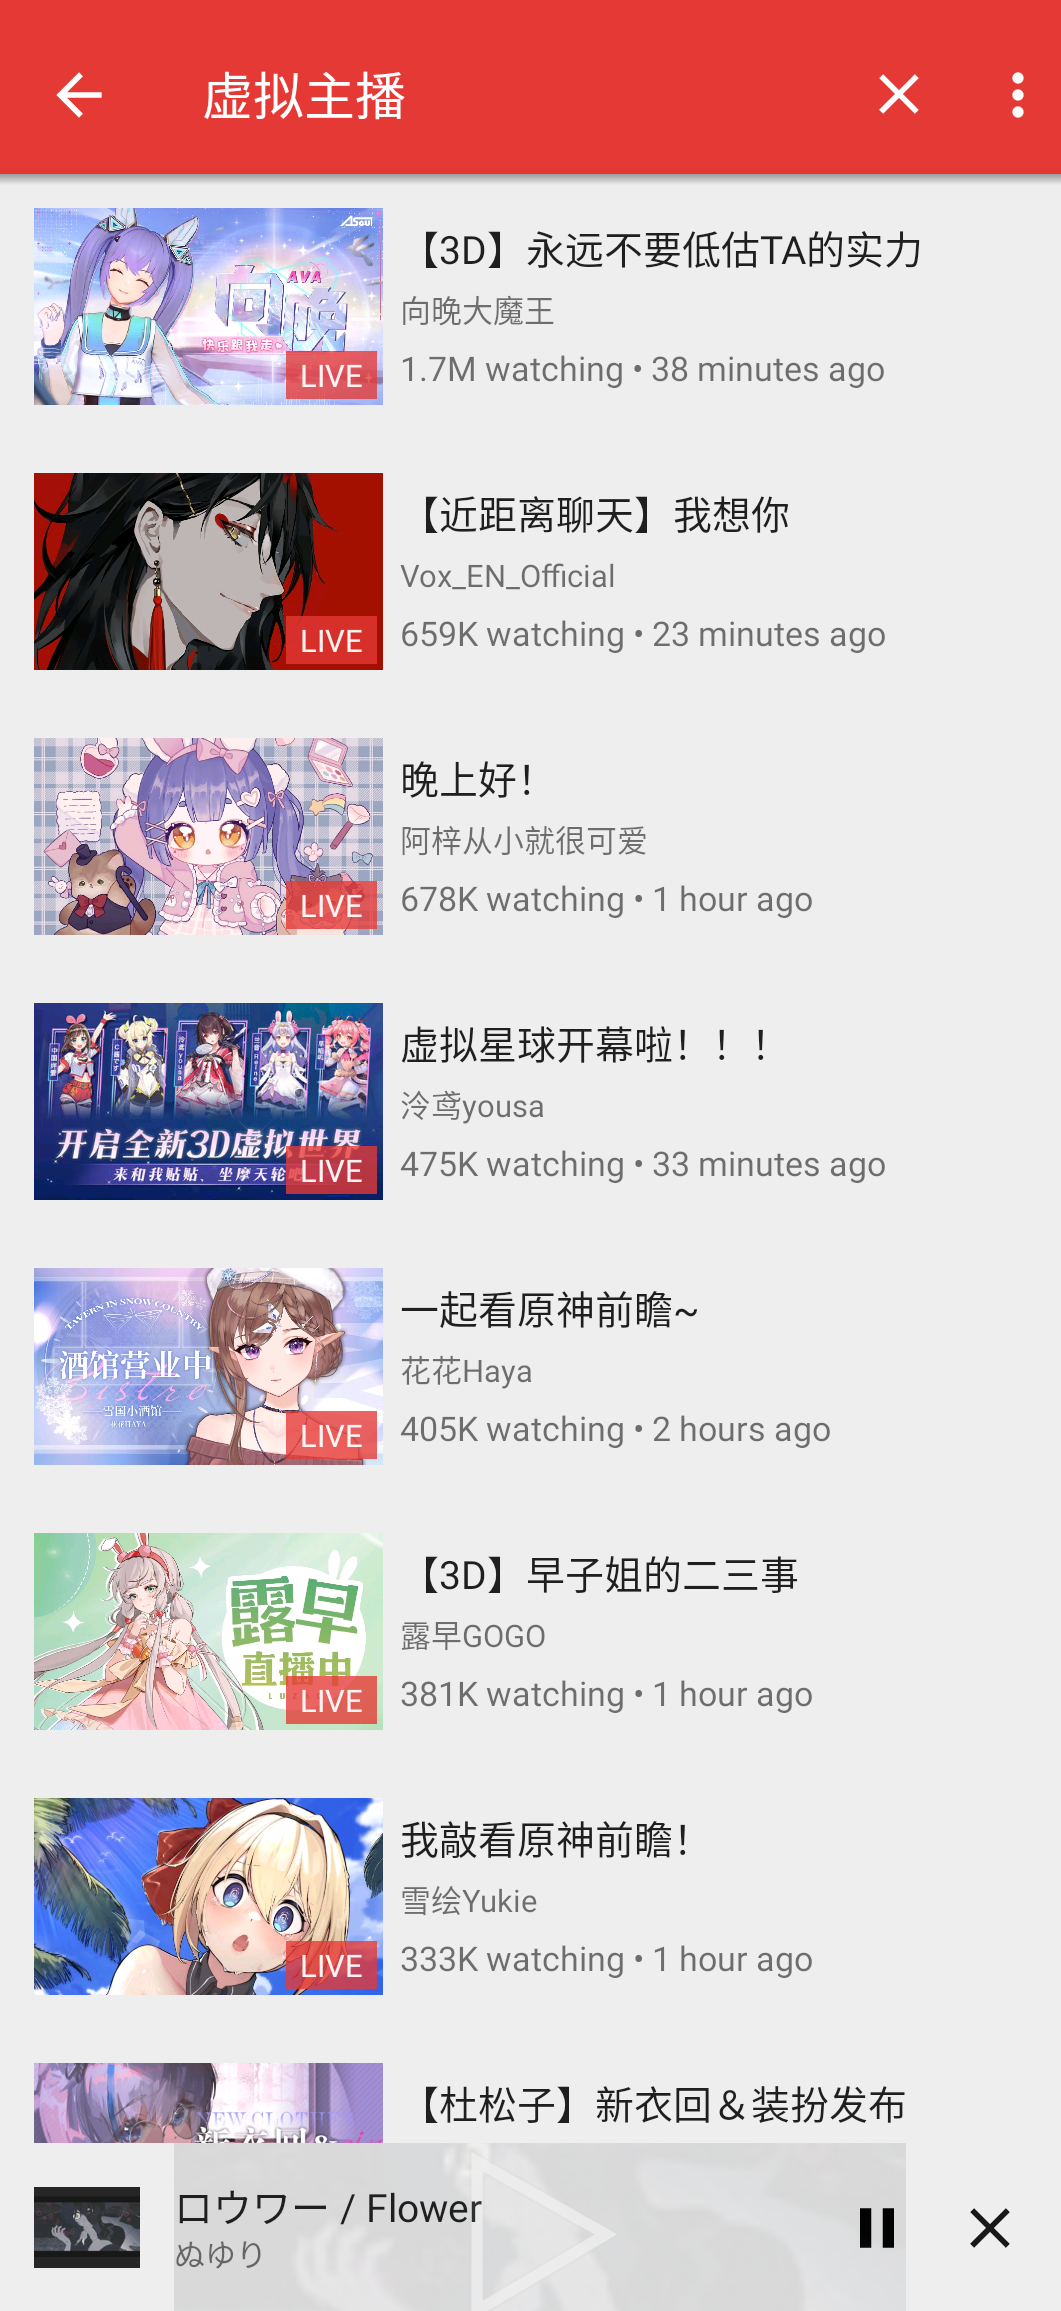 虚拟主播
ASoul
AVA
向晚
快乐跟我走
LIVE
【3D】永远不要低估TA的实力
向晚大魔王
1.7M watching • 38 minutes ago
LIVE
【近距离聊天】我想你
Vox_EN_Official
659K watching • 23 minutes ago
LIVE
晚上好！
阿梓从小就很可爱
678K watching • 1 hour ago
开启全新3D虚拟世界
来和我贴贴、坐摩天轮吧
LIVE
虚拟星球开幕啦！！！
泠鸢yousa
475K watching • 33 minutes ago
TAVERN IN SNOW COUNTRY
酒馆营业中
Bistro
雪国小酒馆
花花HAYA
LIVE
一起看原神前瞻~
花花Haya
405K watching • 2 hours ago
露早
直播中
LIVE
【3D】早子姐的二三事
露早GOGO
381K watching • 1 hour ago
LIVE
我敲看原神前瞻！
雪绘Yukie
333K watching • 1 hour ago
【杜松子】新衣回＆装扮发布
ロウワー / Flower
ぬゆり